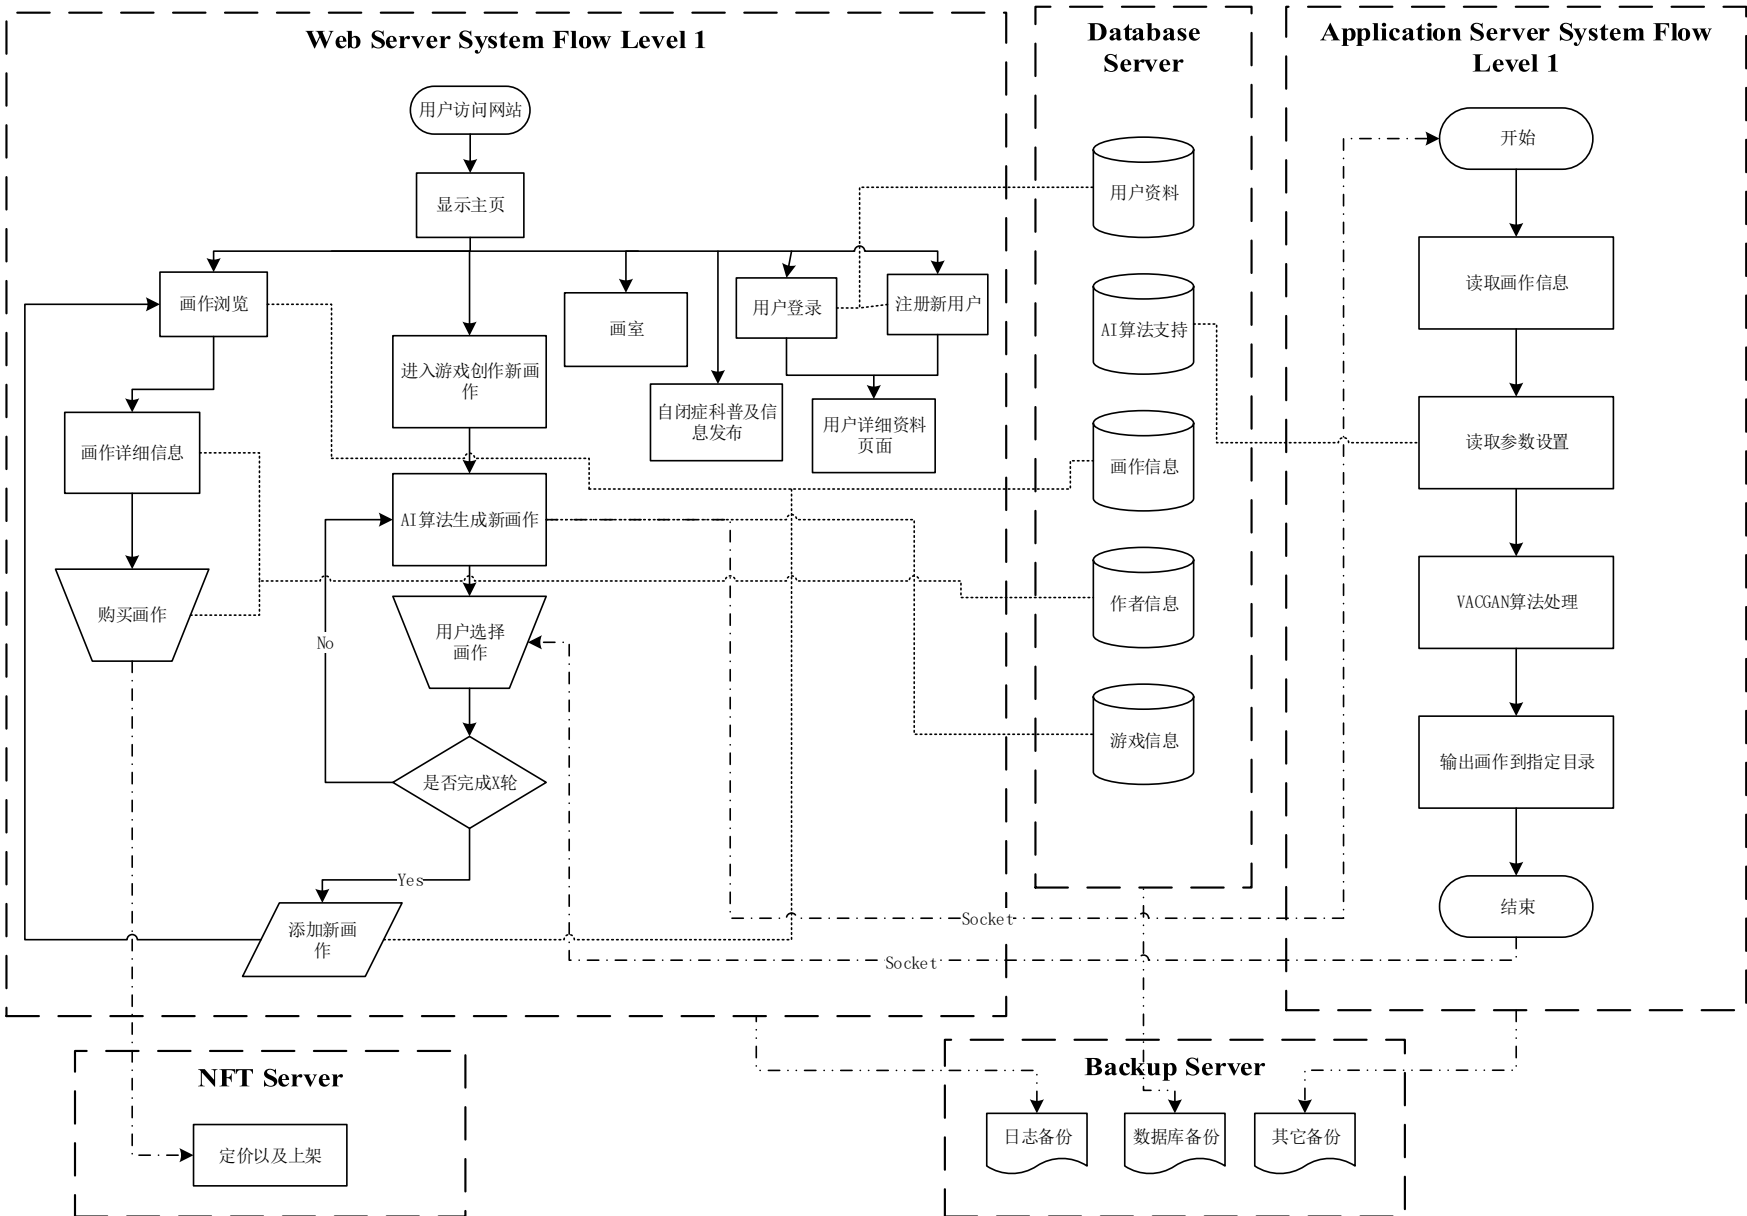 Web Server System Flow Level 1
用户访问网站
显示主页
画作浏览
进入游戏创作新画
作
画室
自闭症科普及信
息发布
用户登录
注册新用户
用户详细资料
页面
画作详细信息
AI算法生成新画作
购买画作
用户选择
画作
No
是否完成X轮
Yes
添加新画
作
Socket
Socket
Database
Server
用户资料
AI算法支持
画作信息
作者信息
游戏信息
Application Server System Flow
Level 1
开始
读取画作信息
读取参数设置
VACGAN算法处理
输出画作到指定目录
结束
NFT Server
定价以及上架
Backup Server
日志备份
数据库备份
其它备份